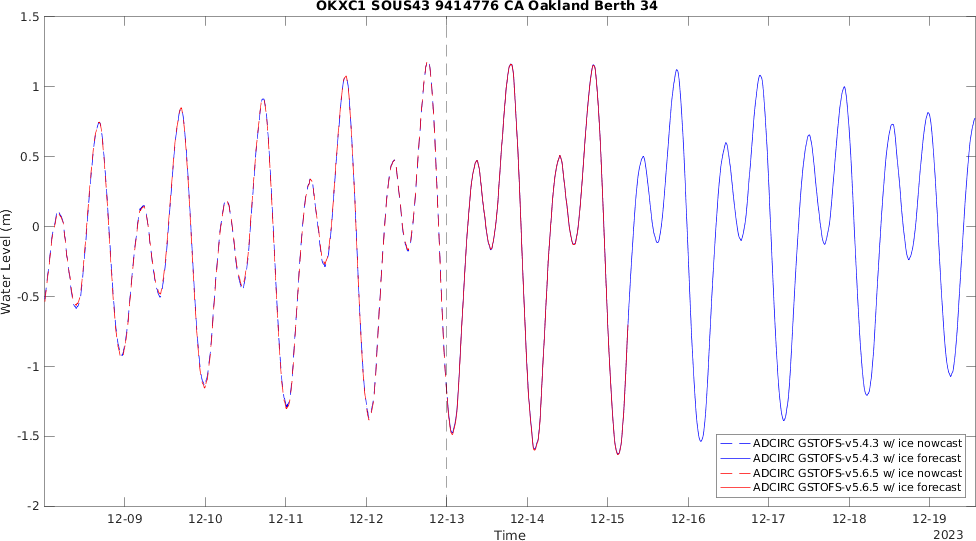 OKXC1 SOUS43 9414776 CA Oakland Berth 34
1.5
1
0.5
0
-0.5
-1
-1.5
-2
Water Level (m)
12-09
12-10
12-11
12-12
12-13
12-14
12-15
12-16
12-17
12-18
12-19
Time
2023
ADCIRC GSTOFS-v5.4.3 w/ ice nowcast
ADCIRC GSTOFS-v5.4.3 w/ ice forecast
ADCIRC GSTOFS-v5.6.5 w/ ice nowcast
ADCIRC GSTOFS-v5.6.5 w/ ice forecast